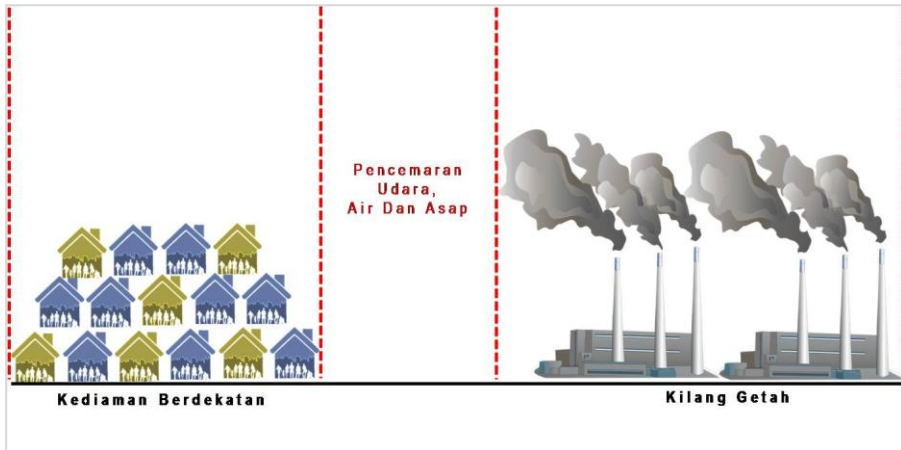 Pencemaran
Udara,
Air Dan Asap
Kediaman Berdekatan
Kilang Getah